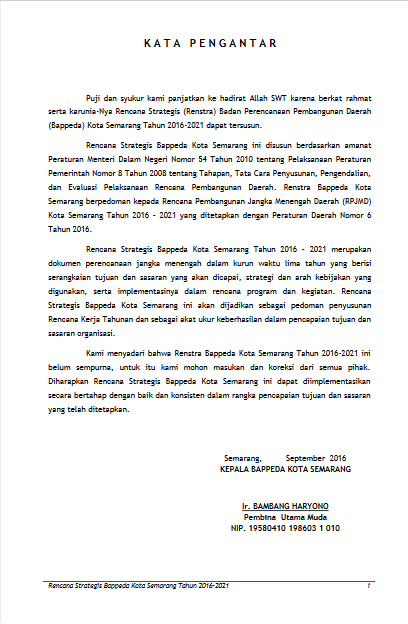 KATA PENGANTAR
Puji dan syukur kami panjatkan ke hadirat Allah SWT karena berkat rahmat
serta karunia-Nya Rencana Strategis (Renstra) Badan Perencanaan Pembangunan Daerah
(Bappeda) Kota Semarang Tahun 2016-2021 dapat tersusun.
Rencana Strategis Bappeda Kota Semarang ini disusun berdasarkan amanat
Peraturan Menteri Dalam Negeri Nomor 54 Tahun 2010 tentang Pelaksanaan Peraturan
Pemerintah Nomor 8 Tahun 2008 tentang Tahapan, Tata Cara Penyusunan, Pengendalian,
dan Evaluasi Pelaksanaan Rencana Pembangunan Daerah. Renstra Bappeda Kota
Semarang berpedoman kepada Rencana Pembangunan Jangka Menengah Daerah (RPJMD)
Kota Semarang Tahun 2016 - 2021 yang ditetapkan dengan Peraturan Daerah Nomor 6
Tahun 2016.
Rencana Strategis Bappeda Kota Semarang Tahun 2016 - 2021 merupakan
dokumen perencanaan jangka menengah dalam kurun waktu lima tahun yang berisi
serangkaian tujuan dan sasaran yang akan dicapai, strategi dan arah kebijakan yang
digunakan, serta implementasinya dalam rencana program dan kegiatan. Rencana
Strategis Bappeda Kota Semarang ini akan dijadikan sebagai pedoman penyusunan
Rencana Kerja Tahunan dan sebagai akat ukur keberhasilan dalam pencapaian tujuan dan
sasaran organisasi.
Kami menyadari bahwa Renstra Bappeda Kota Semarang Tahun 2016-2021 ini
belum sempurna, untuk itu kami mohon masukan dan koreksi dari semua pihak.
Diharapkan Rencana Strategis Bappeda Kota Semarang ini dapat diimplementasikan
secara bertahap dengan baik dan konsisten dalam rangka pencapaian tujuan dan sasaran
yang telah ditetapkan.
Semarang, September 2016
KEPALA BAPPEDA KOTA SEMARANG
Ir. BAMBANG HARYONO
Pembina Utama Muda
NIP. 19580410 198603 1 010
Rencana Strategis Bappeda Kota Semarang Tahun 2016-2021 1